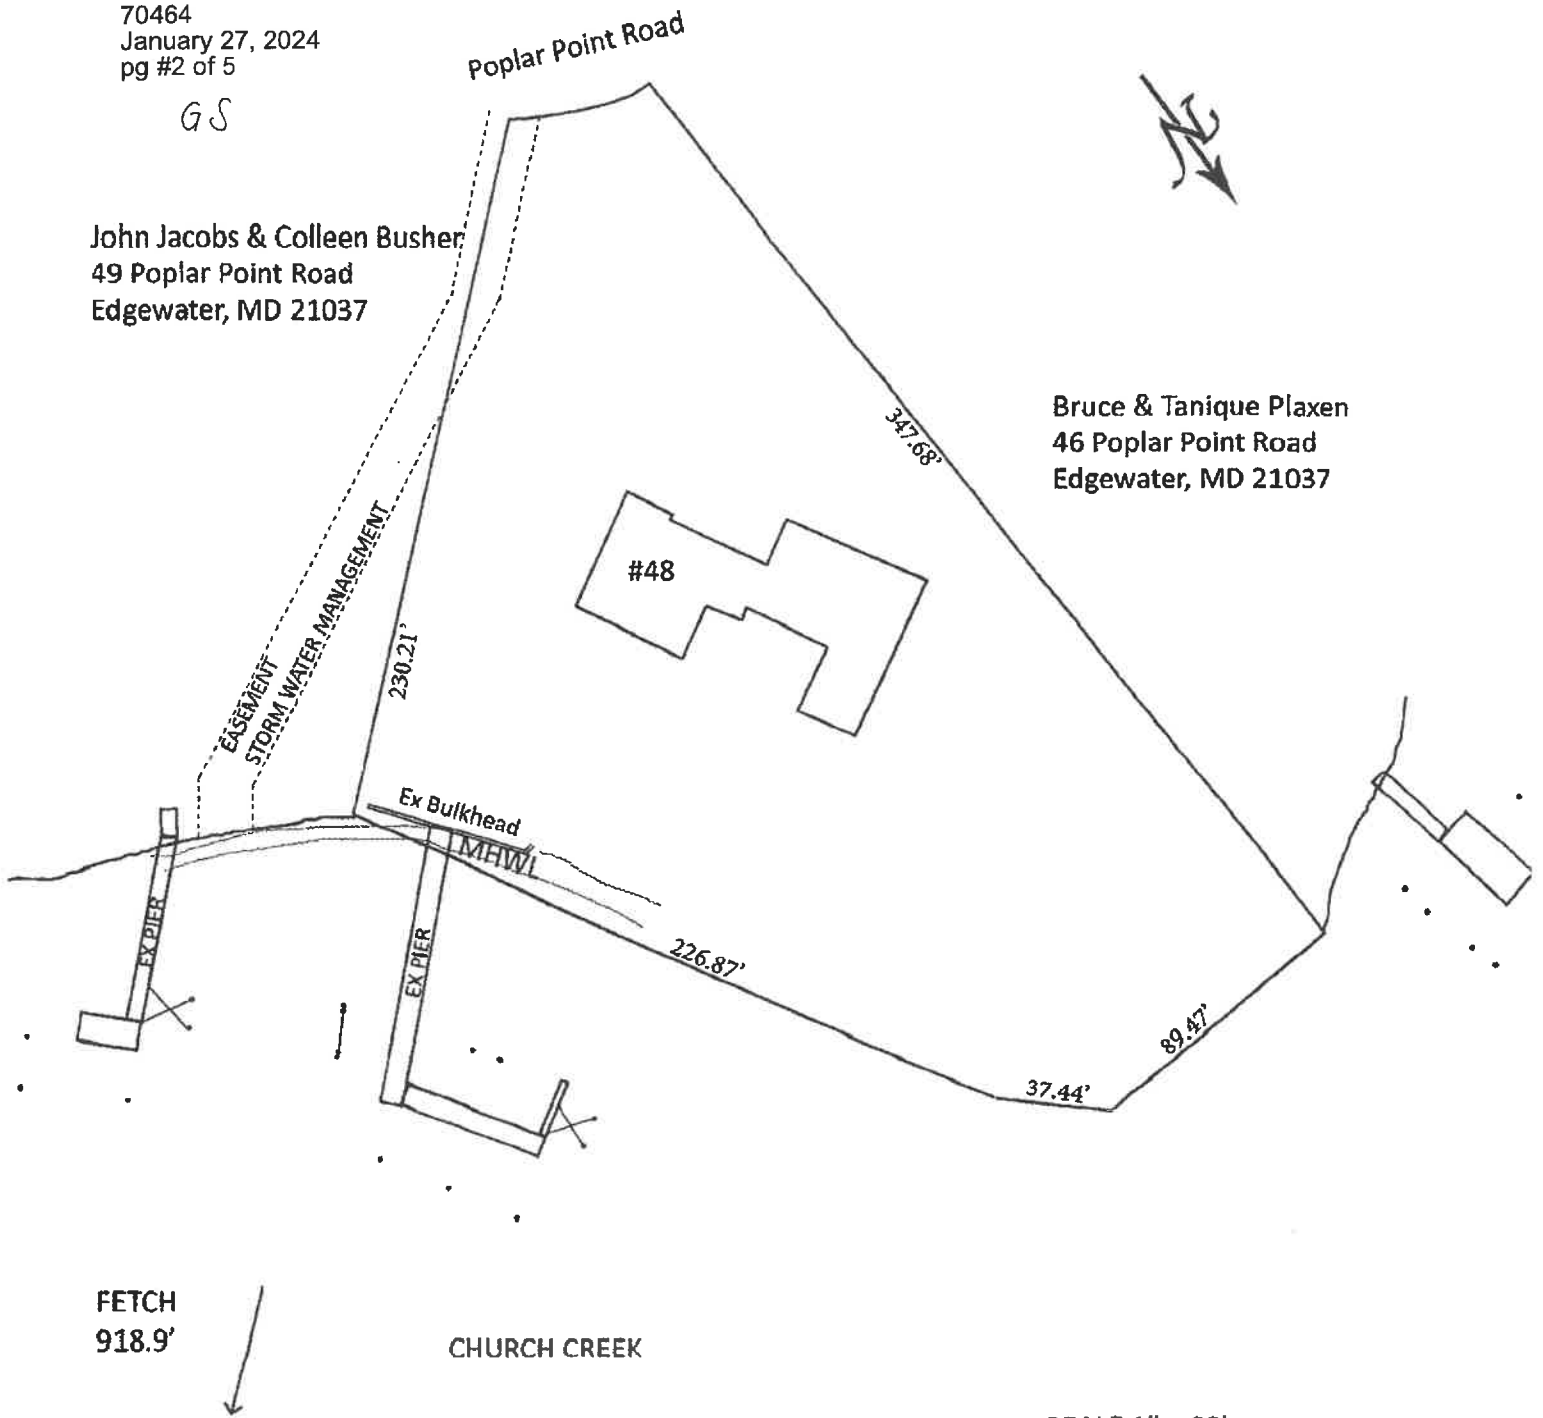 70464
January 27, 2024
pg #2 of 5
GS
Poplar Point Road
N
John Jacobs & Colleen Busher
49 Poplar Point Road
Edgewater, MD 21037
347.68'
Bruce & Tanique Plaxen
46 Poplar Point Road
Edgewater, MD 21037
#48
EASEMENT
STORM WATER MANAGEMENT
230.21'
Ex Bulkhead
MHWL
EX PIER
EX PIER
226.87'
89.47'
37.44'
FETCH
918.9'
CHURCH CREEK